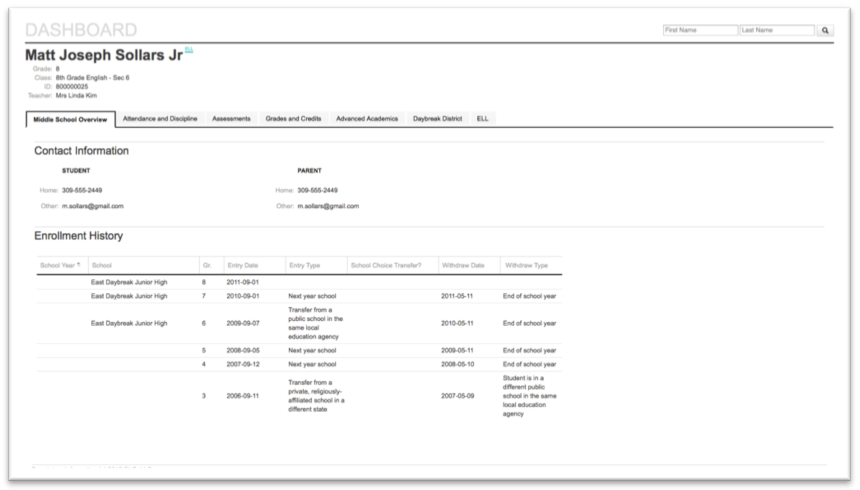 DASHBOARD
First Name Last Name
Matt Joseph Sollars Jr ELL
Grade: 8
Class: 8th Grade English - Sec 6
ID: 800000025
Teacher: Mrs Linda Kim
Middle School Overview Attendance and Discipline Assessments Grades and Credits Advanced Academics Daybreak District ELL
Contact Information
STUDENT PARENT
Home: 309-555-2449 Home: 309-555-2449
Other: m.sollars@gmail.com Other: m.sollars@gmail.com
Enrollment History
School Year School Gr. Entry Date Entry Type School Choice Transfer? Withdraw Date Withdraw Type
East Daybreak Junior High 8 2011-09-01
East Daybreak Junior High 7 2010-09-01 Next year school 2011-05-11 End of school year
Transfer from a
public school in the
East Daybreak Junior High 6 2009-09-07 same local 2010-05-11 End of school year
education agency
5 2008-09-05 Next year school 2009-05-11 End of school year
4 2007-09-12 Next year school 2008-05-10 End of school year
Student is in a
Transfer from a different public
private, religiously-
3 2006-09-11 affiliated school in a 2007-05-09 school in the same
different state local education
agency